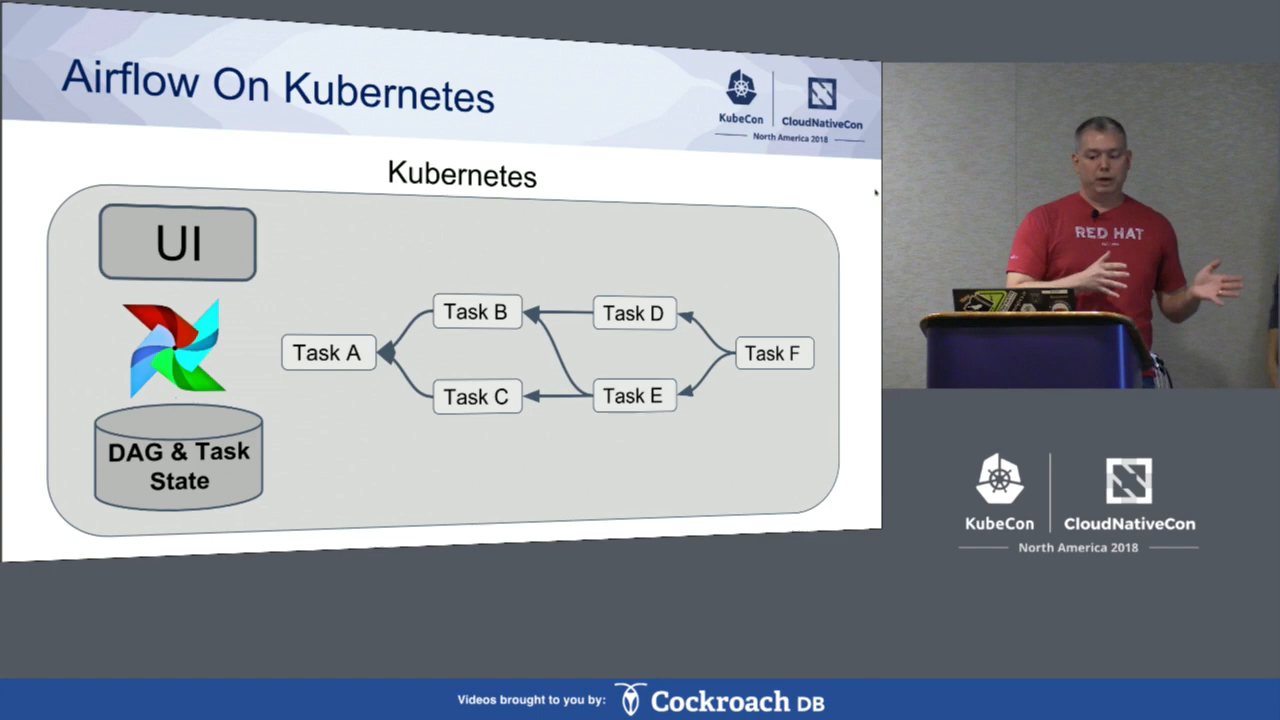 Airflow On Kubernetes
KubeCon
CloudNativeCon
North America 2018
Kubernetes
UI
Task A
Task B
Task C
Task D
Task E
Task F
DAG & Task
State
RED HAT
KubeCon
CloudNativeCon
North America 2018
Videos brought to you by:
Cockroach DB